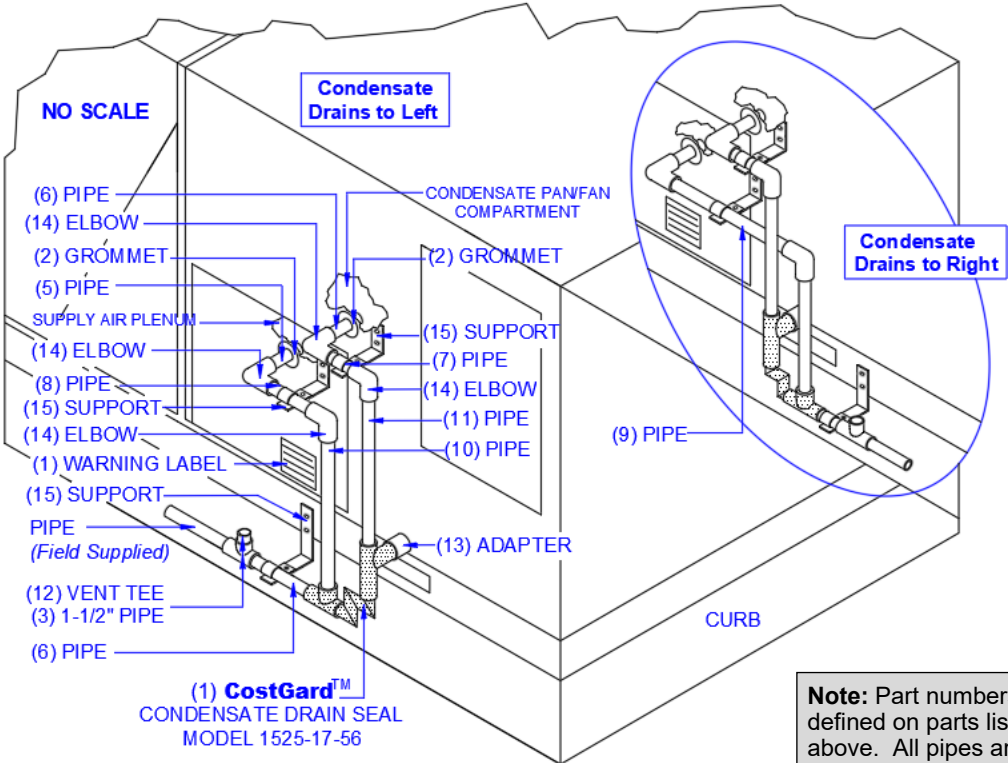 NO SCALE
Condensate
Drains to Left
(6) PIPE
(14) ELBOW
(2) GROMMET
(5) PIPE
SUPPLY AIR PLENUM
(14) ELBOW
(8) PIPE
(15) SUPPORT
(14) ELBOW
(1) WARNING LABEL
(15) SUPPORT
PIPE
(Field Supplied)
(12) VENT TEE
(3) 1-1/2" PIPE
(6) PIPE
(1) CostGard™
CONDENSATE DRAIN SEAL
MODEL 1525-17-56
CONDENSATE PAN/FAN
COMPARTMENT
(2) GROMMET
(15) SUPPORT
(7) PIPE
(14) ELBOW
(11) PIPE
(10) PIPE
(13) ADAPTER
Condensate
Drains to Right
(9) PIPE
CURB
Note: Part number
defined on parts lis
above. All pipes ar